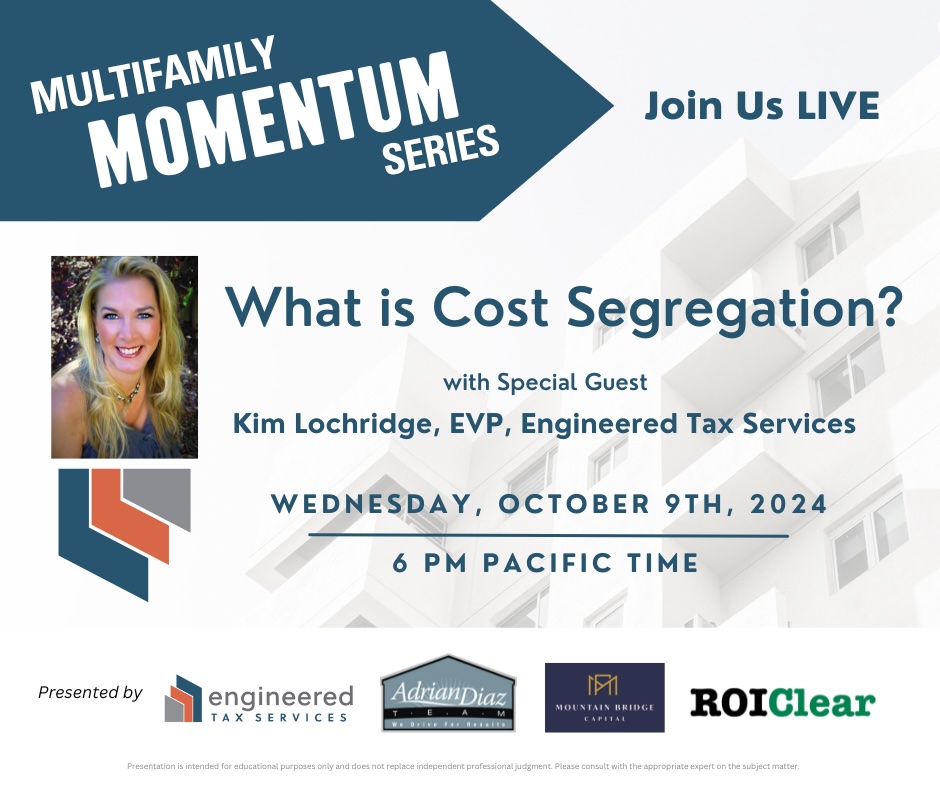 MULTIFAMILY
MOMENTUM
SERIES
Join Us LIVE
What is Cost Segregation?
with Special Guest
Kim Lochridge, EVP, Engineered Tax Services
WEDNESDAY, OCTOBER 9TH, 2024
6 PM PACIFIC TIME
Presented by
engineered
TAX SERVICES
AdrianDiaz
T.E.A.M
We Drive For Results
MOUNTAIN BRIDGE
CAPITAL
ROIClear
Presentation is intended for educational purposes only and does not replace independent professional judgment. Please consult with the appropriate expert on the subject matter.